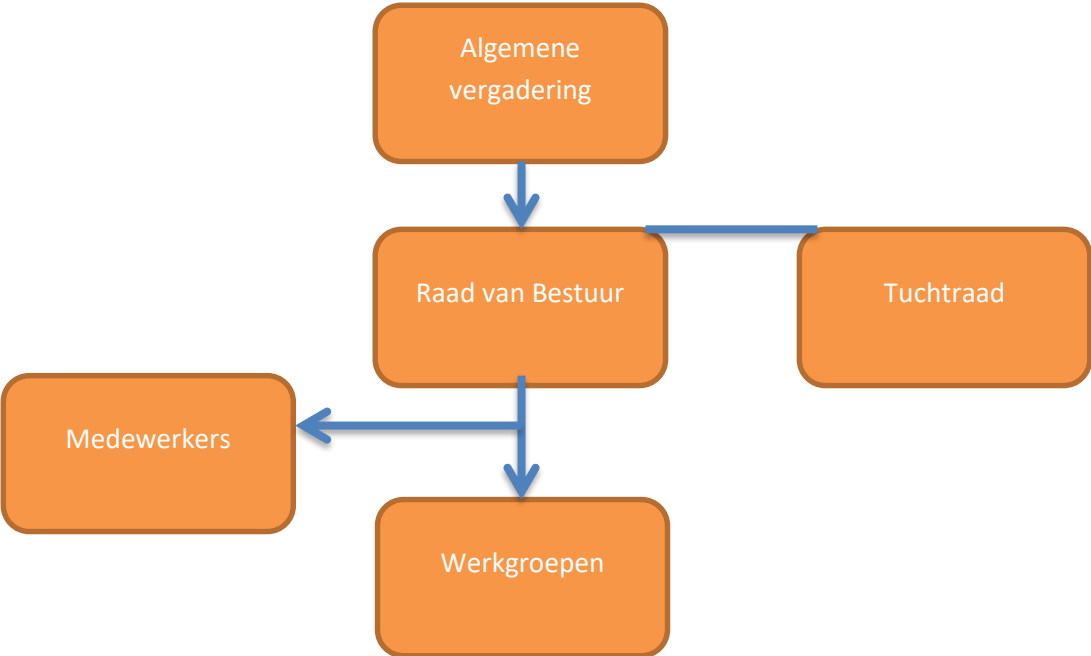 Algemene
vergadering
Raad van Bestuur
Tuchtraad
Medewerkers
Werkgroepen